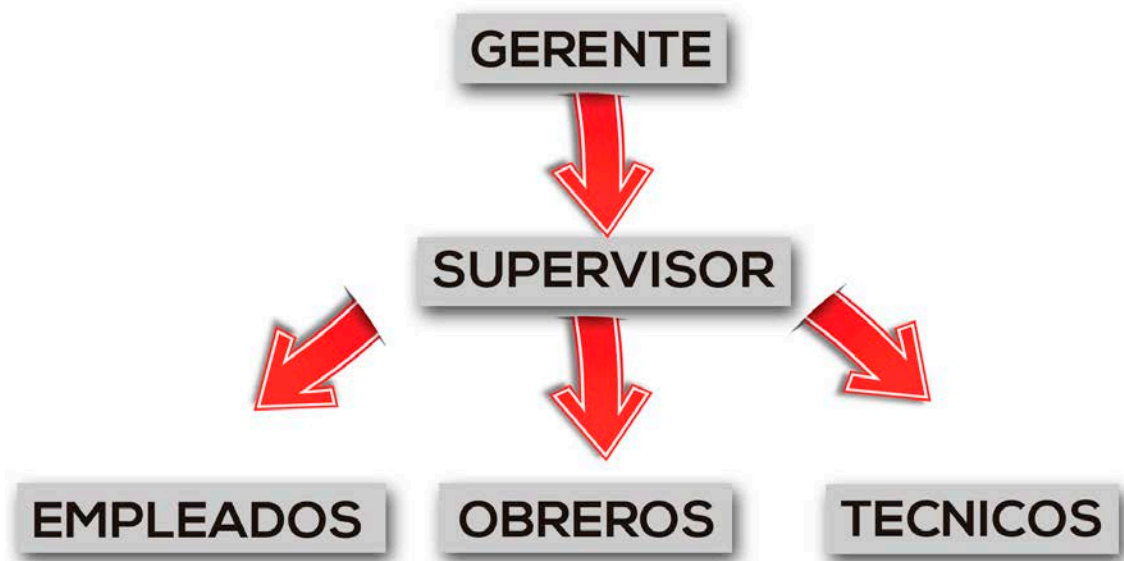 GERENTE
SUPERVISOR
EMPLEADOS
OBREROS
TECNICOS